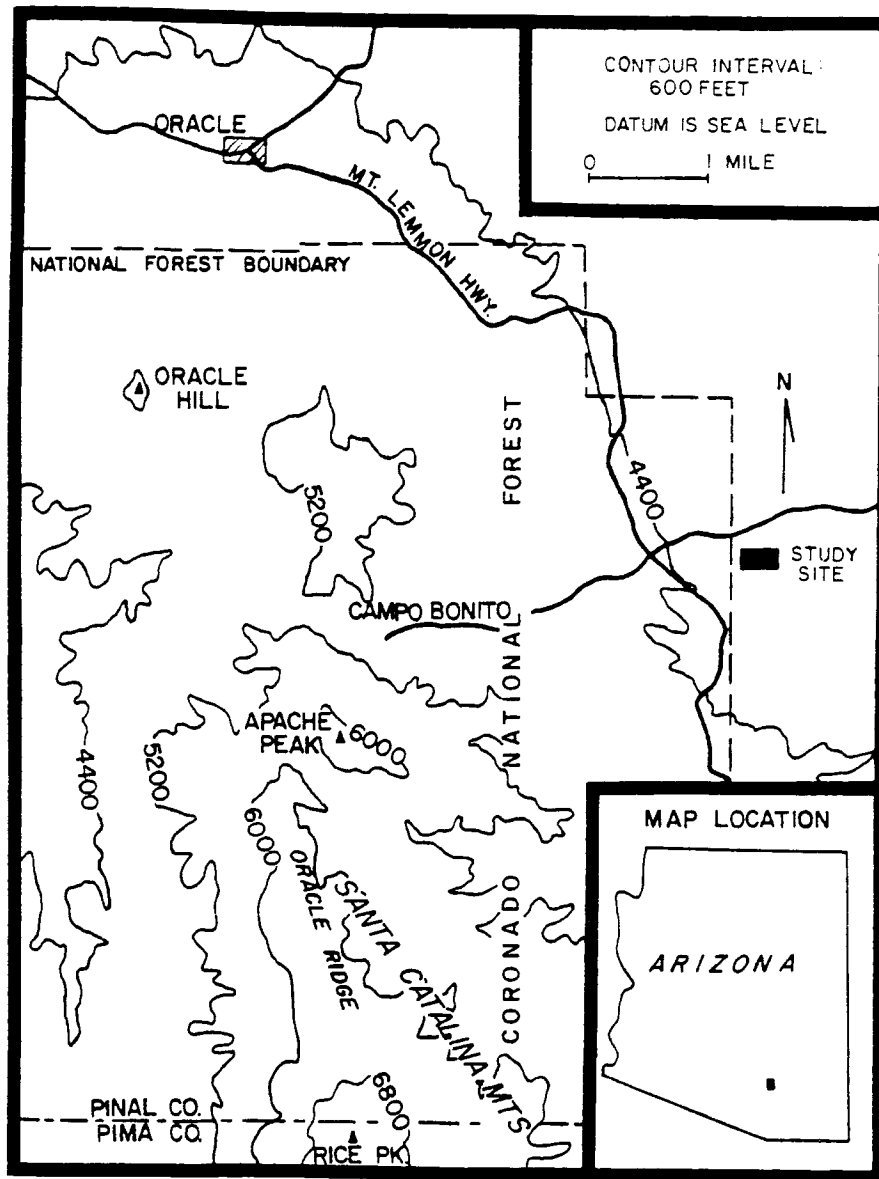 CONTOUR INTERVAL:
600 FEET
DATUM IS SEA LEVEL
0 1 MILE
ORACLE
MT. LEMMON HWY.
NATIONAL FOREST BOUNDARY
ORACLE
HILL
N
5200
4400
STUDY
SITE
CAMPO BONITO
CORONADO NATIONAL FOREST
APACHE
PEAK
6000
4400
5200
6000
ORACLE RIDGE
SANTA CATALINA MTS
MAP LOCATION
ARIZONA
6800
PINAL CO.
PIMA CO.
RICE PK.